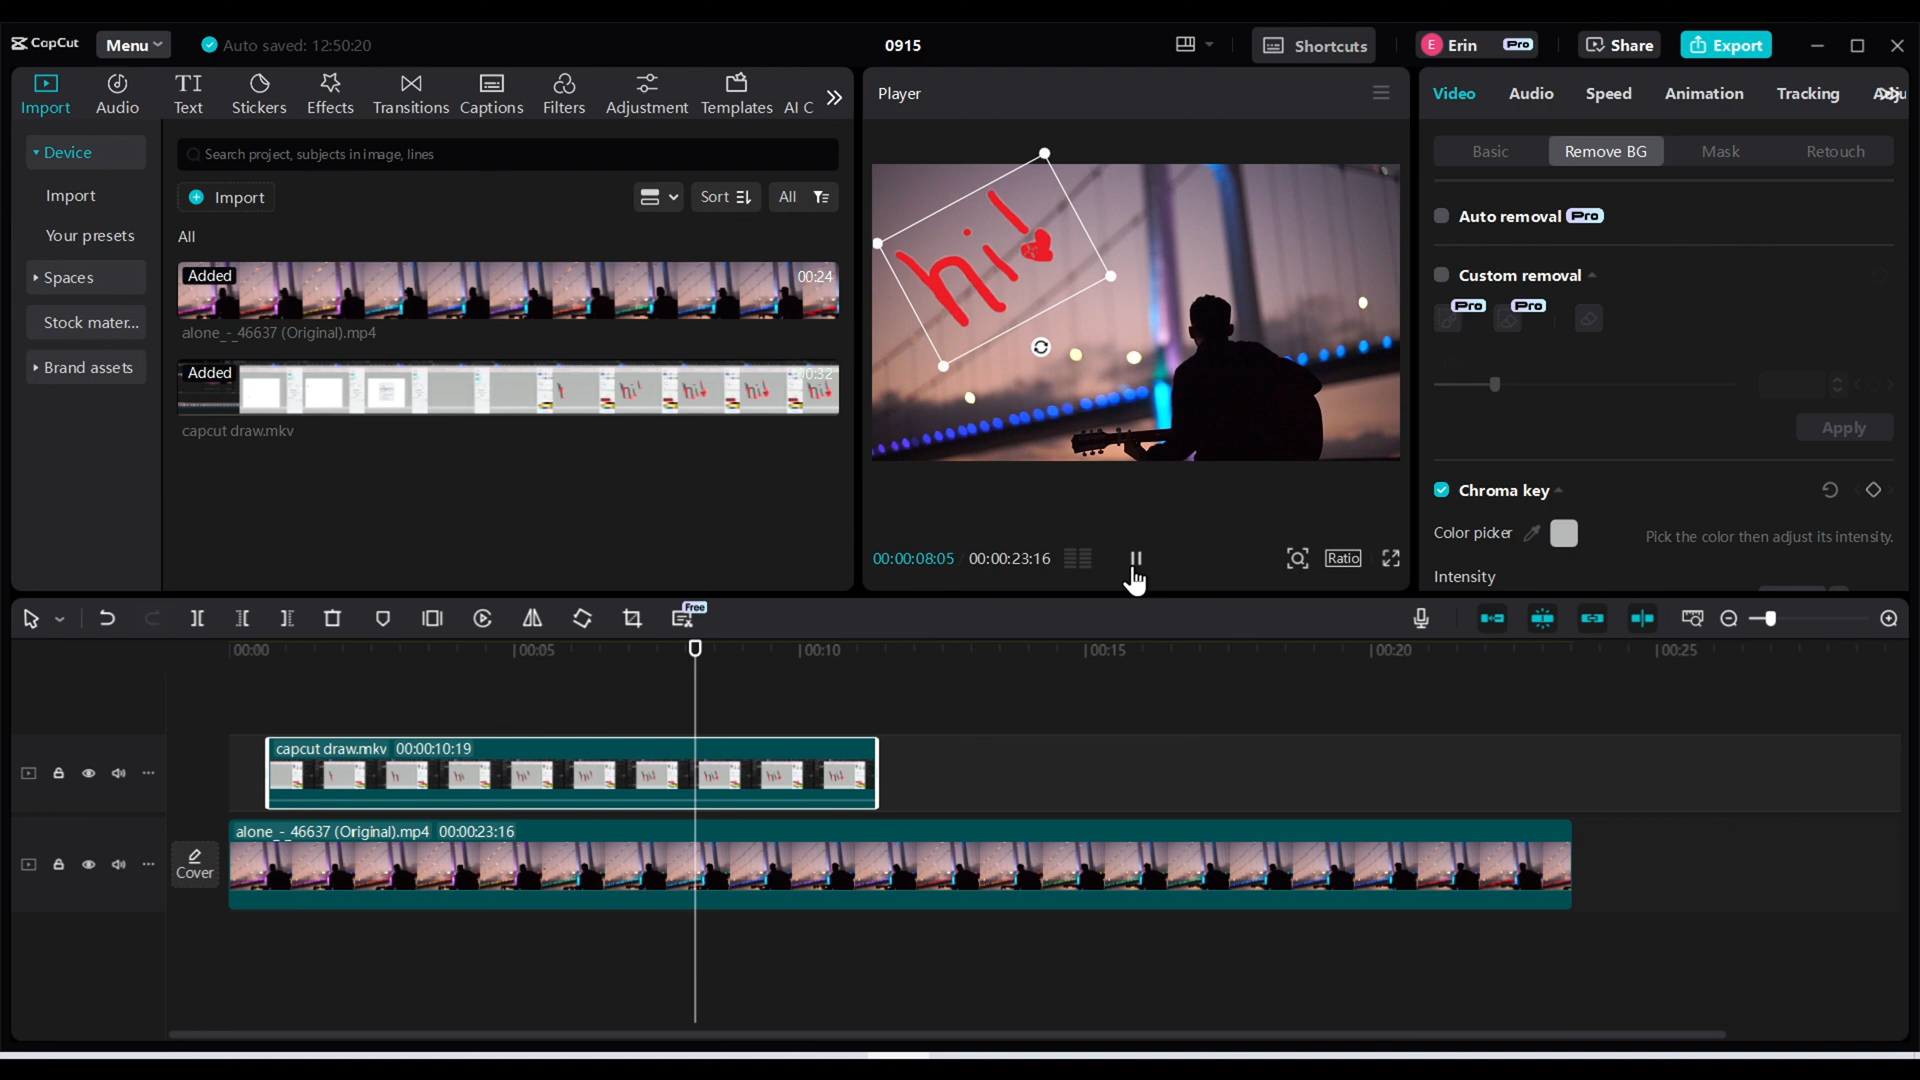 CapCut Menu Auto saved: 12:50:20 0915 Shortcuts E Erin Pro Share Export
Import Audio Text Stickers Effects Transitions Captions Filters Adjustment Templates AI C
Player
Video Audio Speed Animation Tracking Adju
Device
Import
Your presets
Spaces
Stock mater...
Brand assets
Search project, subjects in image, lines
Import Sort All
All
Added 00:24
alone_-_46637 (Original).mp4
Added 00:32
capcut draw.mkv
hi!
00:00:08:05 / 00:00:23:16 Ratio
Basic Remove BG Mask Retouch
Auto removal Pro
Custom removal
Pro Pro
Apply
Chroma key
Color picker Pick the color then adjust its intensity.
Intensity
Free
00:00 00:05 00:10 00:15 00:20 00:25
capcut draw.mkv 00:00:10:19
hi!
Cover
alone_-_46637 (Original).mp4 00:00:23:16